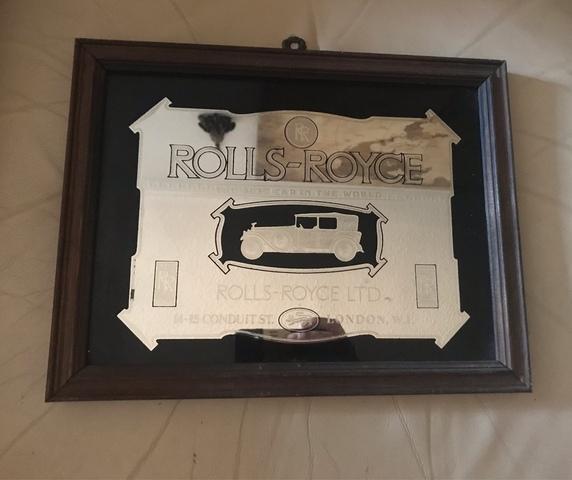 RR
ROLLS-ROYCE
THE BEST CAR IN THE WORLD
ROLLS-ROYCE LTD
14-15 CONDUIT ST. LONDON, W.1.